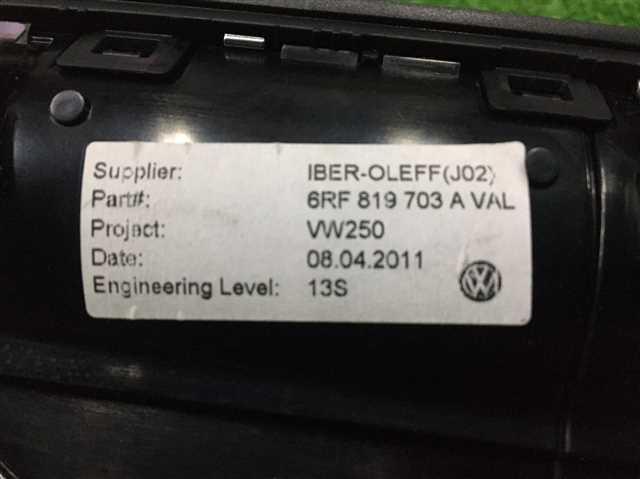 Supplier: IBER-OLEFF(J02)
Part#: 6RF 819 703 A VAL
Project: VW250
Date: 08.04.2011
Engineering Level: 13S